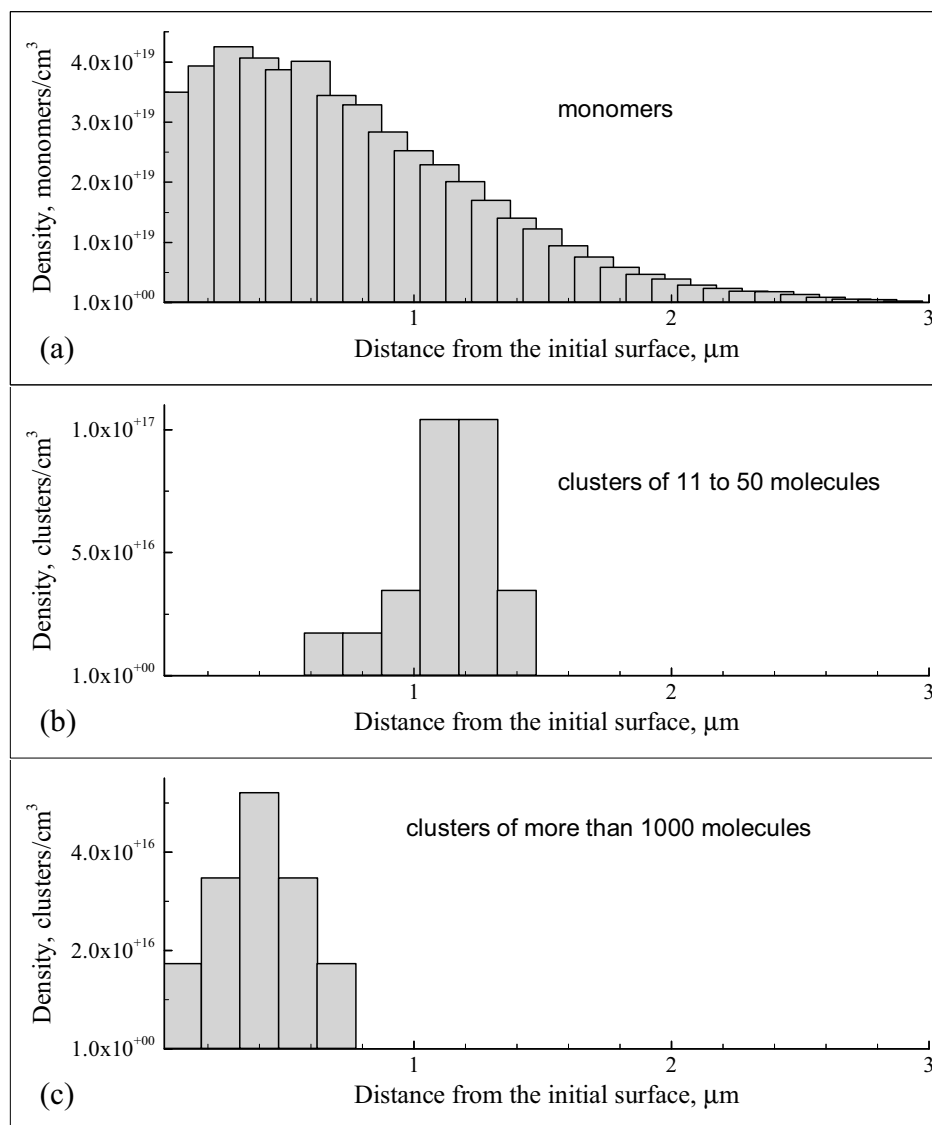 Density, monomers/cm³
4.0x10⁺¹⁹
3.0x10⁺¹⁹
2.0x10⁺¹⁹
1.0x10⁺¹⁹
1.0x10⁺⁰⁰
monomers
1 2 3
(a)
Distance from the initial surface, μm
Density, clusters/cm³
1.0x10⁺¹⁷
5.0x10⁺¹⁶
1.0x10⁺⁰⁰
clusters of 11 to 50 molecules
1 2 3
(b)
Distance from the initial surface, μm
Density, clusters/cm³
4.0x10⁺¹⁶
2.0x10⁺¹⁶
1.0x10⁺⁰⁰
clusters of more than 1000 molecules
1 2 3
(c)
Distance from the initial surface, μm